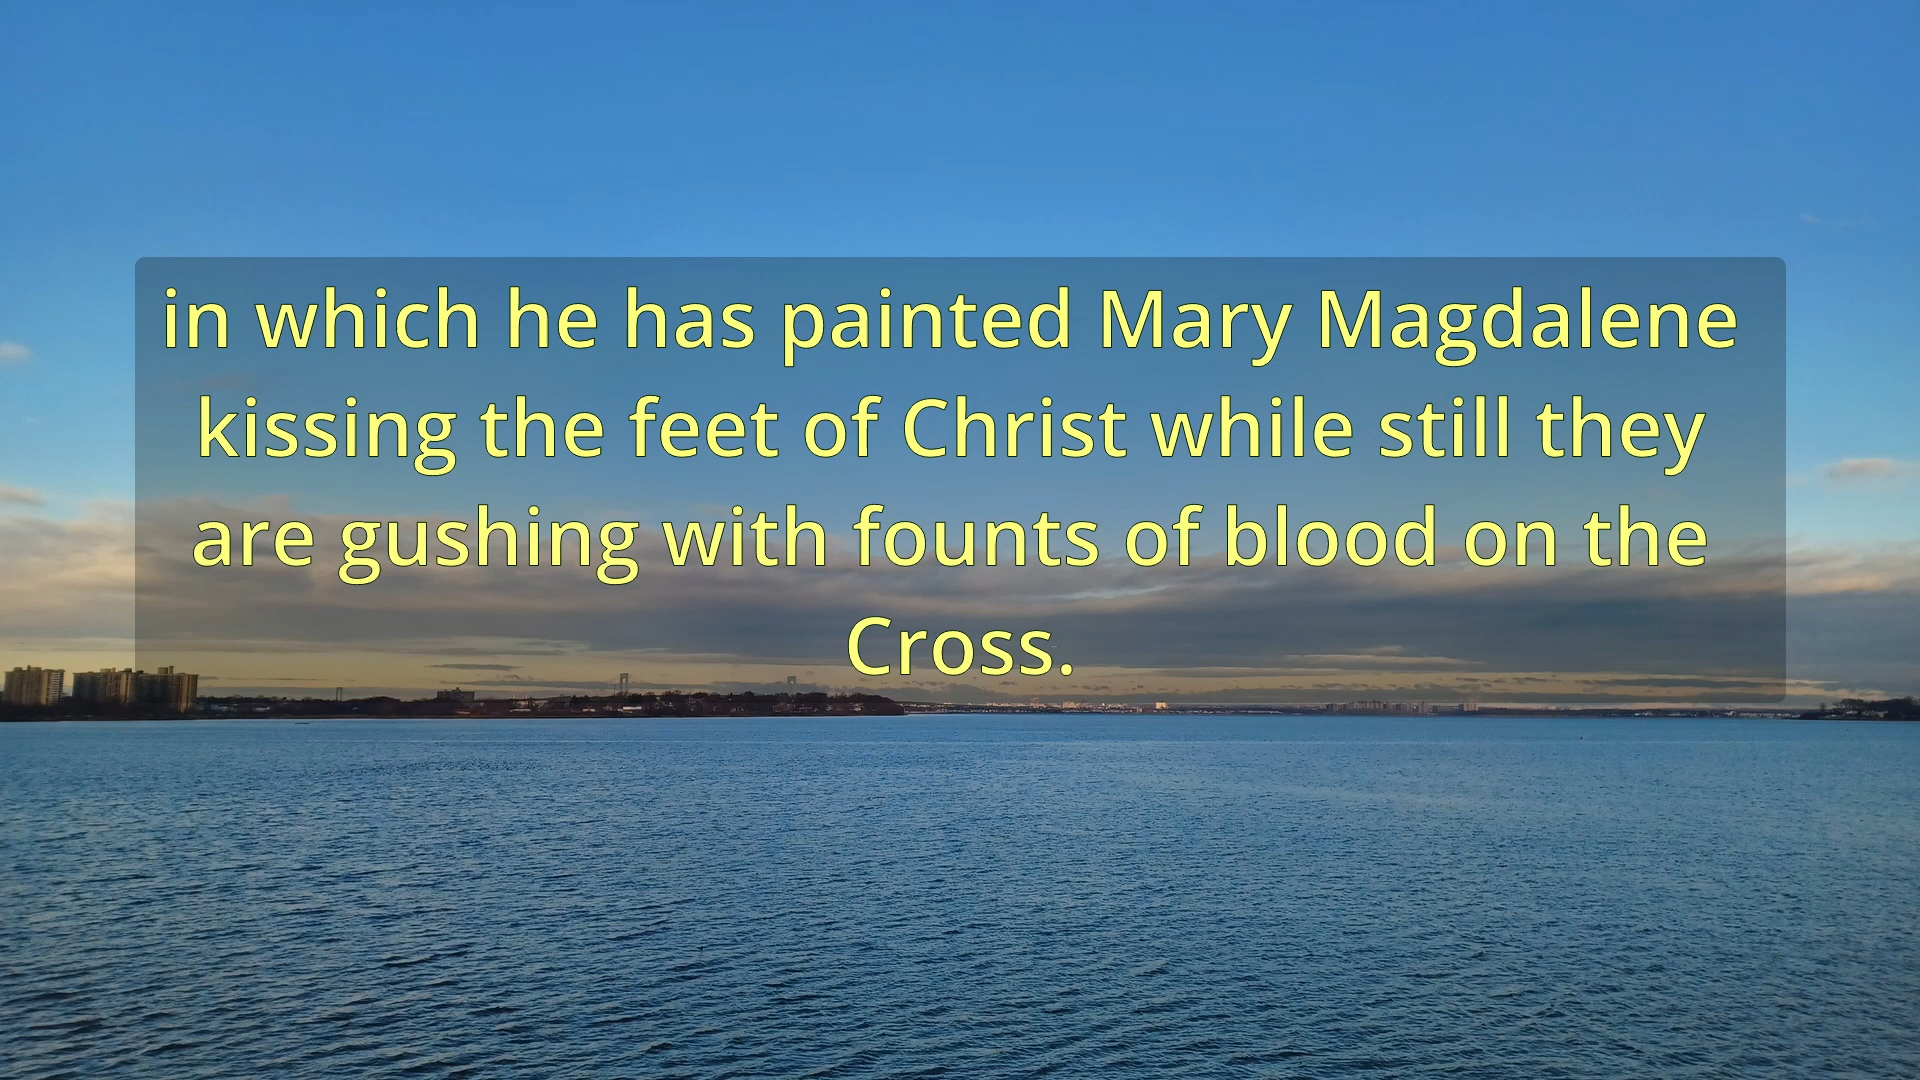 in which he has painted Mary Magdalene
kissing the feet of Christ while still they
are gushing with founts of blood on the
Cross.